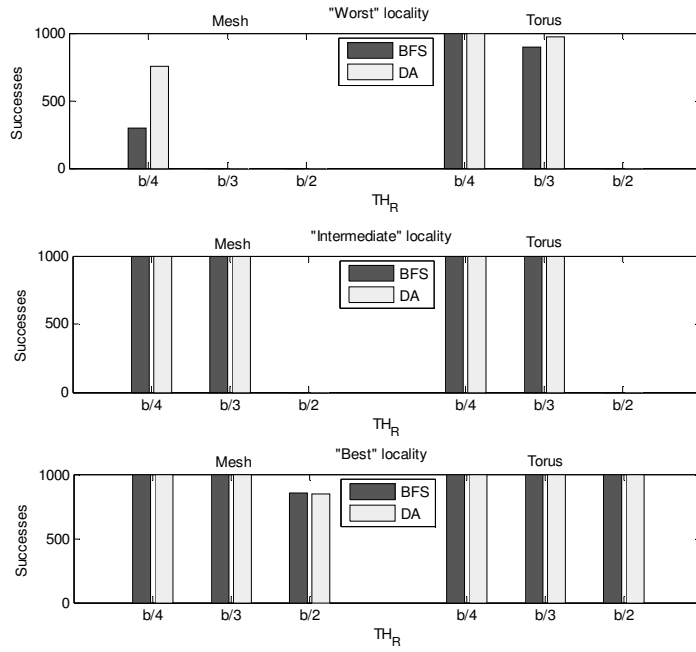 "Worst" locality
Mesh
Torus
1000
500
0
Successes
BFS
DA
b/4
b/3
b/2
b/4
b/3
b/2
TH_R
"Intermediate" locality
Mesh
Torus
1000
500
0
Successes
BFS
DA
b/4
b/3
b/2
b/4
b/3
b/2
TH_R
"Best" locality
Mesh
Torus
1000
500
0
Successes
BFS
DA
b/4
b/3
b/2
b/4
b/3
b/2
TH_R